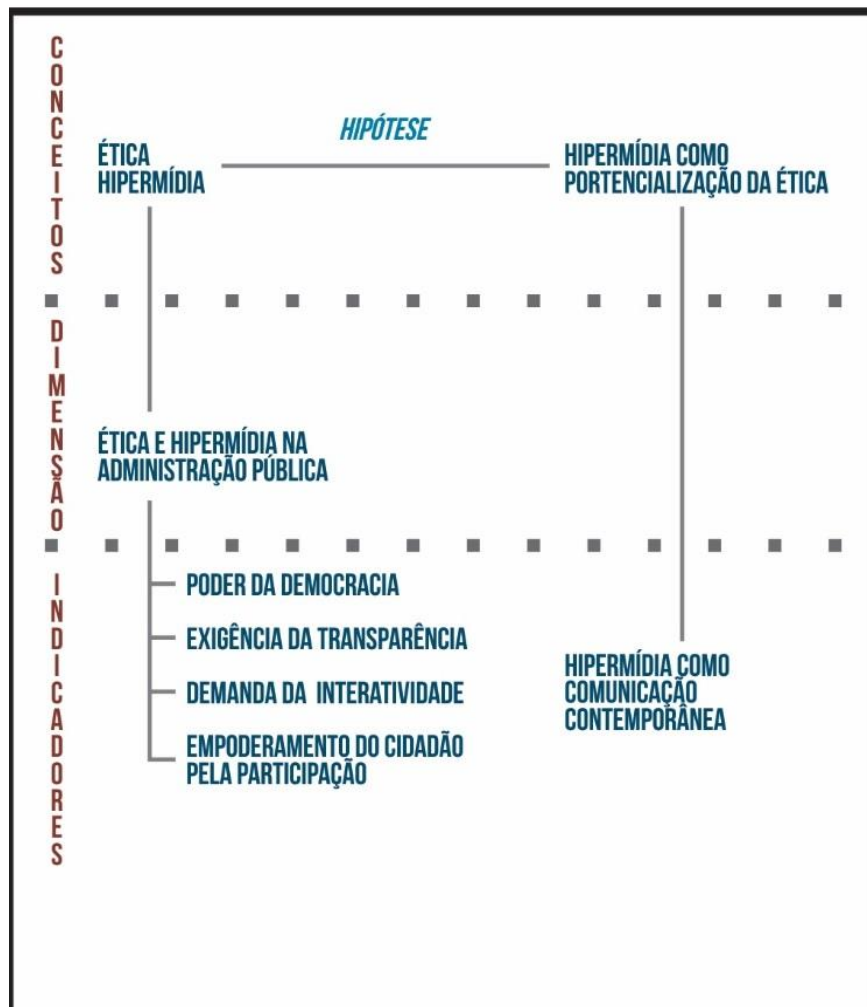 CONCEITOS
HIPÓTESE
ÉTICA
HIPERMÍDIA
HIPERMÍDIA COMO
PORTENCIALIZAÇÃO DA ÉTICA
DIMENSÃO
ÉTICA E HIPERMÍDIA NA
ADMINISTRAÇÃO PÚBLICA
INDICADORES
PODER DA DEMOCRACIA
EXIGÊNCIA DA TRANSPARÊNCIA
DEMANDA DA INTERATIVIDADE
EMPODERAMENTO DO CIDADÃO
PELA PARTICIPAÇÃO
HIPERMÍDIA COMO
COMUNICAÇÃO
CONTEMPORÂNEA